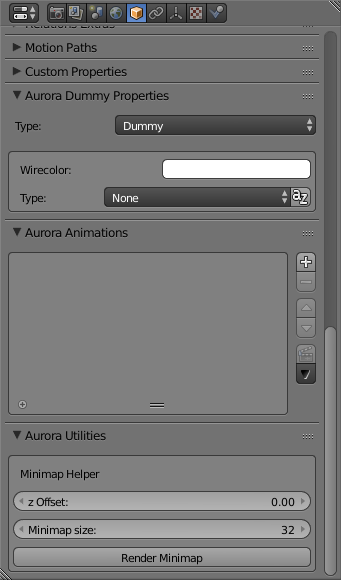 Relations Extras
Motion Paths
Custom Properties
Aurora Dummy Properties
Type: Dummy
Wirecolor:
Type: None az
Aurora Animations
Aurora Utilities
Minimap Helper
z Offset: 0.00
Minimap size: 32
Render Minimap